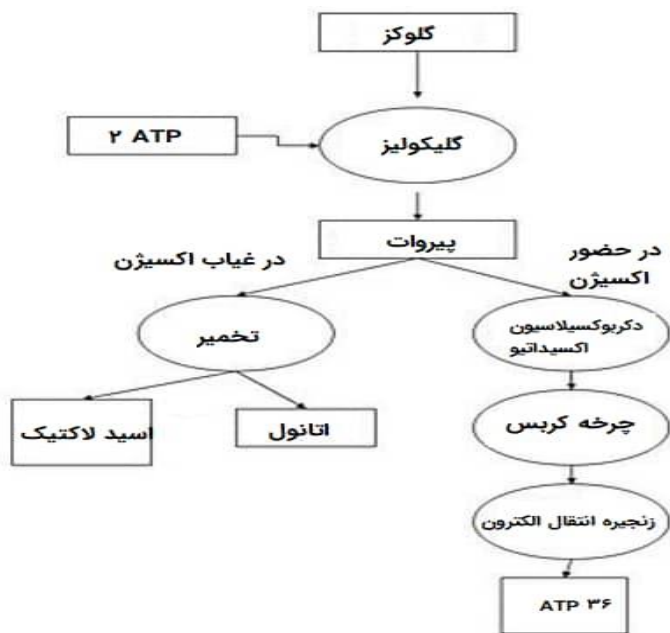 گلوکز
۲ ATP
گلیکولیز
پیروات
در غیاب اکسیژن
در حضور
اکسیژن
تخمیر
دکربوکسیلاسیون
اکسیداتیو
اسید لاکتیک
اتانول
چرخه کربس
زنجیره انتقال الکترون
ATP ۳۶